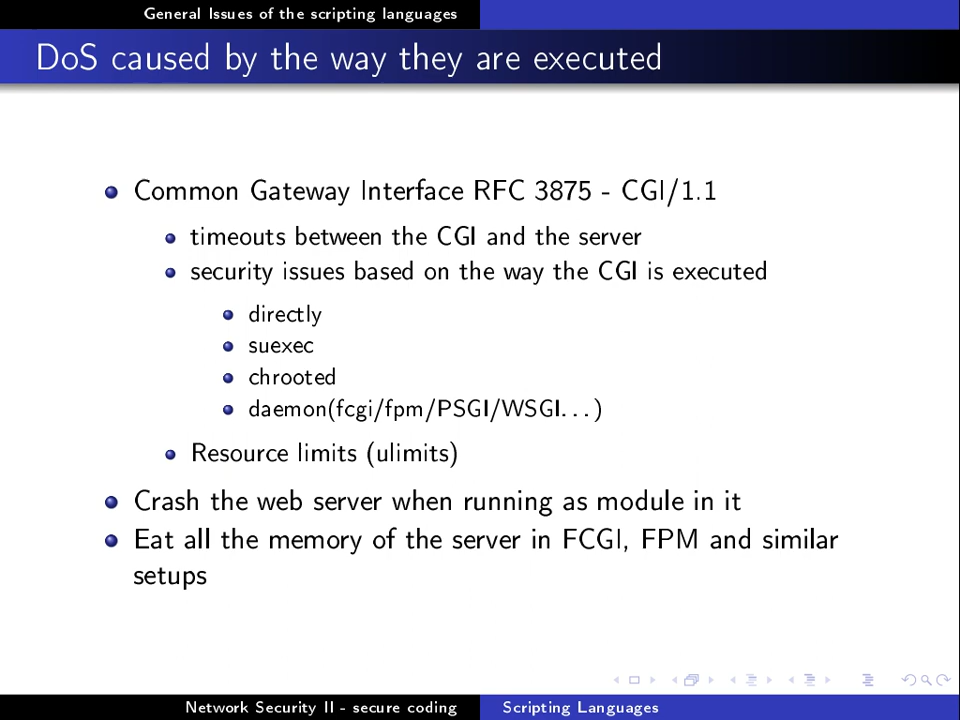 General Issues of the scripting languages
DoS caused by the way they are executed
Common Gateway Interface RFC 3875 - CGI/1.1
timeouts between the CGI and the server
security issues based on the way the CGI is executed
directly
suexec
chrooted
daemon(fcgi/fpm/PSGI/WSGI. . . )
Resource limits (ulimits)
Crash the web server when running as module in it
Eat all the memory of the server in FCGI, FPM and similar
setups
Network Security II - secure coding
Scripting Languages